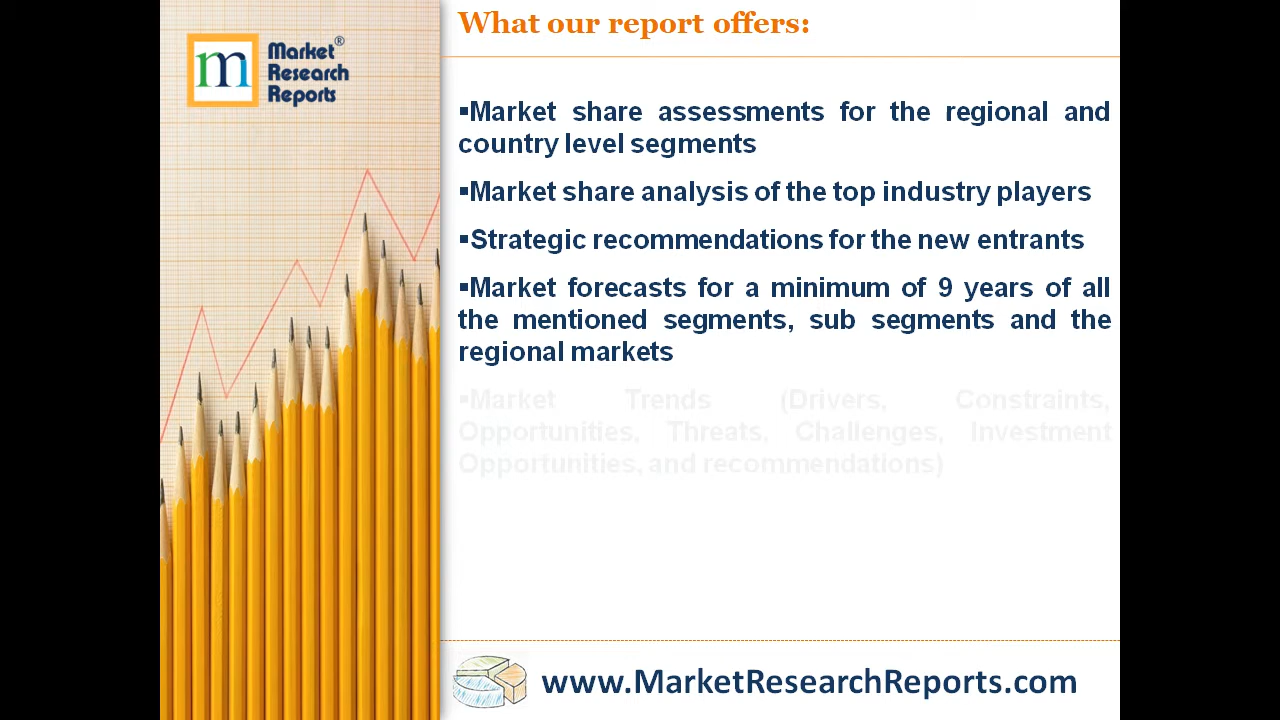 What our report offers:
Market®
Research
Reports
▪Market share assessments for the regional and
country level segments
▪Market share analysis of the top industry players
▪Strategic recommendations for the new entrants
▪Market forecasts for a minimum of 9 years of all
the mentioned segments, sub segments and the
regional markets
▪Market Trends (Drivers, Constraints,
Opportunities, Threats, Challenges, Investment
Opportunities, and recommendations)
www.MarketResearchReports.com